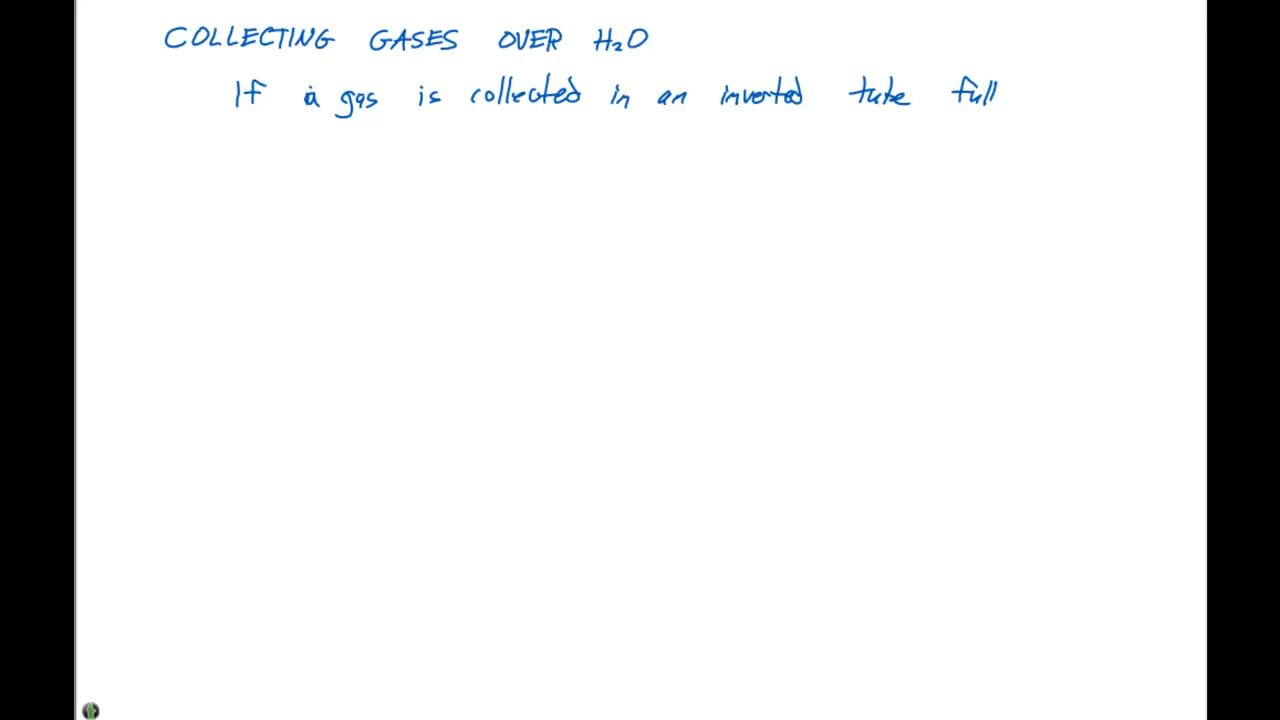 COLLECTING GASES OVER H₂O
If a gas is collected in an inverted tube full